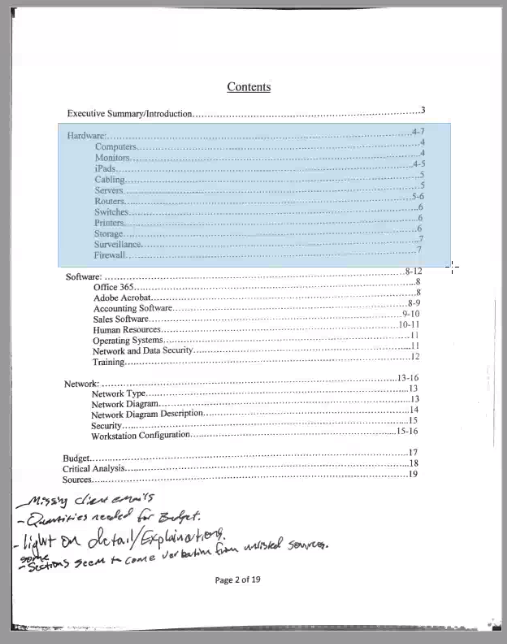 Contents
Executive Summary/Introduction..........3
Hardware:..........4-7
Computers..........4
Monitors..........4
iPads..........4-5
Cabling..........5
Servers..........5
Routers..........5-6
Switches..........6
Printers..........6
Storage..........6
Surveillance..........7
Firewall..........7
Software:..........8-12
Office 365..........8
Adobe Acrobat..........8
Accounting Software..........8-9
Sales Software..........9-10
Human Resources..........10-11
Operating Systems..........11
Network and Data Security..........11
Training..........12
Network:..........13-16
Network Type..........13
Network Diagram..........13
Network Diagram Description..........14
Security..........15
Workstation Configuration..........15-16
Budget..........17
Critical Analysis..........18
Sources..........19
- Missing client emails
- Quantities needed for Budget.
- Light on detail/Explainations.
- some Sections seem to come verbatim from unlisted sources.
Page 2 of 19